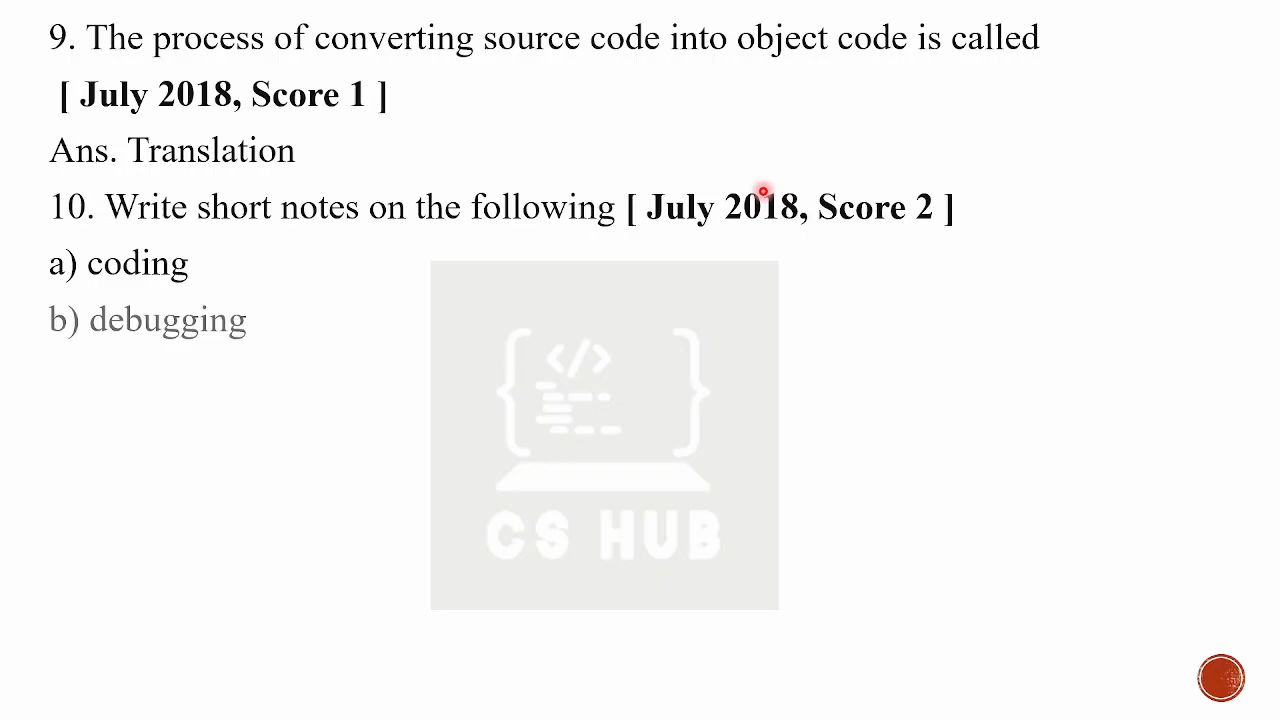 9. The process of converting source code into object code is called
[ July 2018, Score 1 ]
Ans. Translation
10. Write short notes on the following [ July 2018, Score 2 ]
a) coding
b) debugging
</>
CS HUB